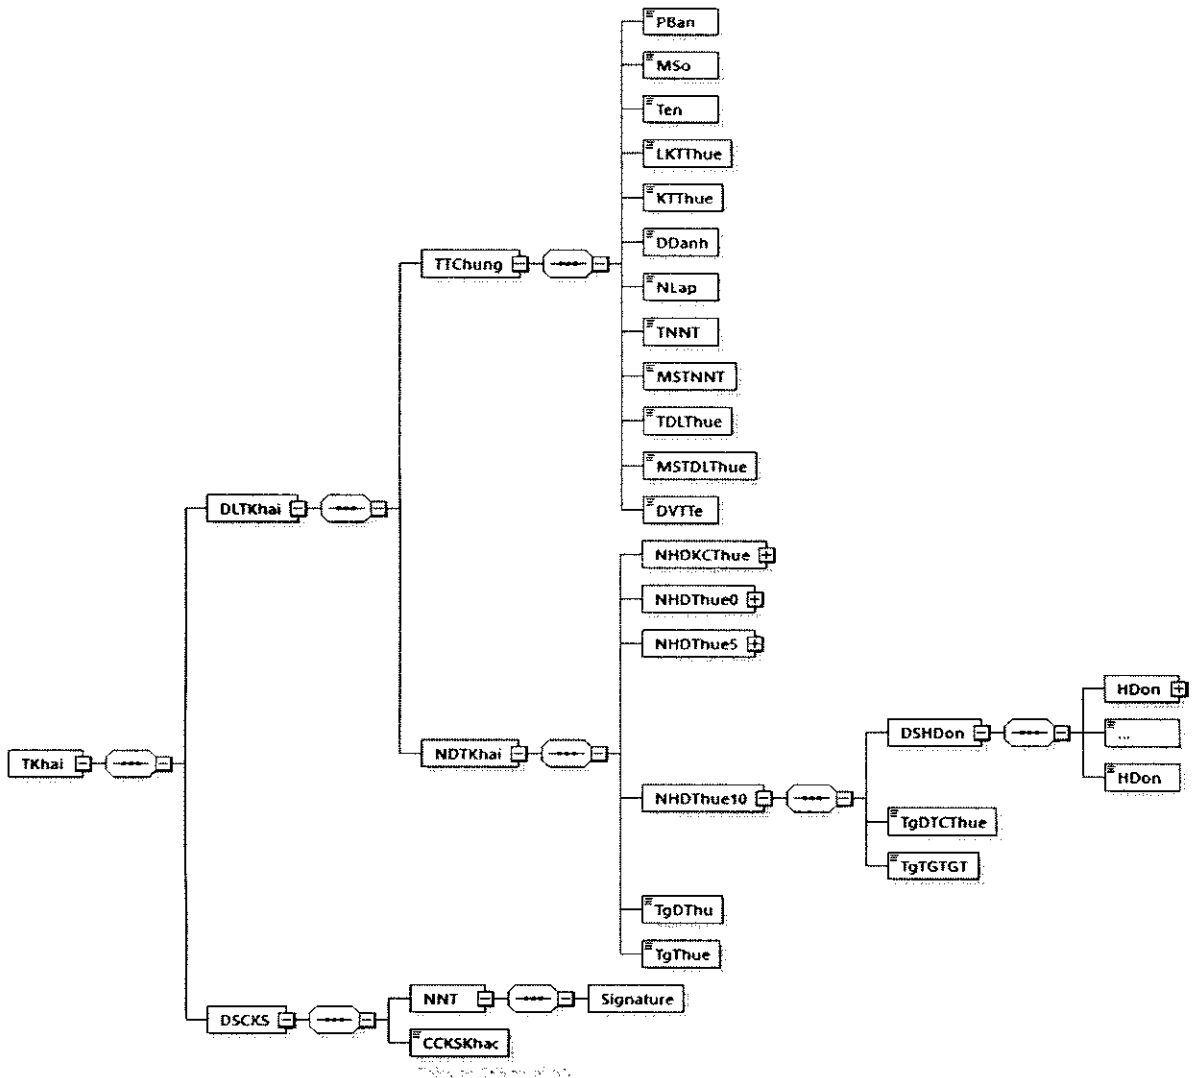 PBan
MSo
Ten
LKTThue
KTThue
DDanh
TTChung
NLap
TNNT
MSTNNT
TDLThue
MSTDLThue
DLTKhai
DVTTe
NHDKCThue
NHDThue0
NHDThue5
HDon
DSHDon
...
NDTKhai
TKhai
HDon
NHDThue10
TgDTCThue
TgTGTGT
TgDThu
TgThue
NNT
Signature
DSCKS
CCKSKhac